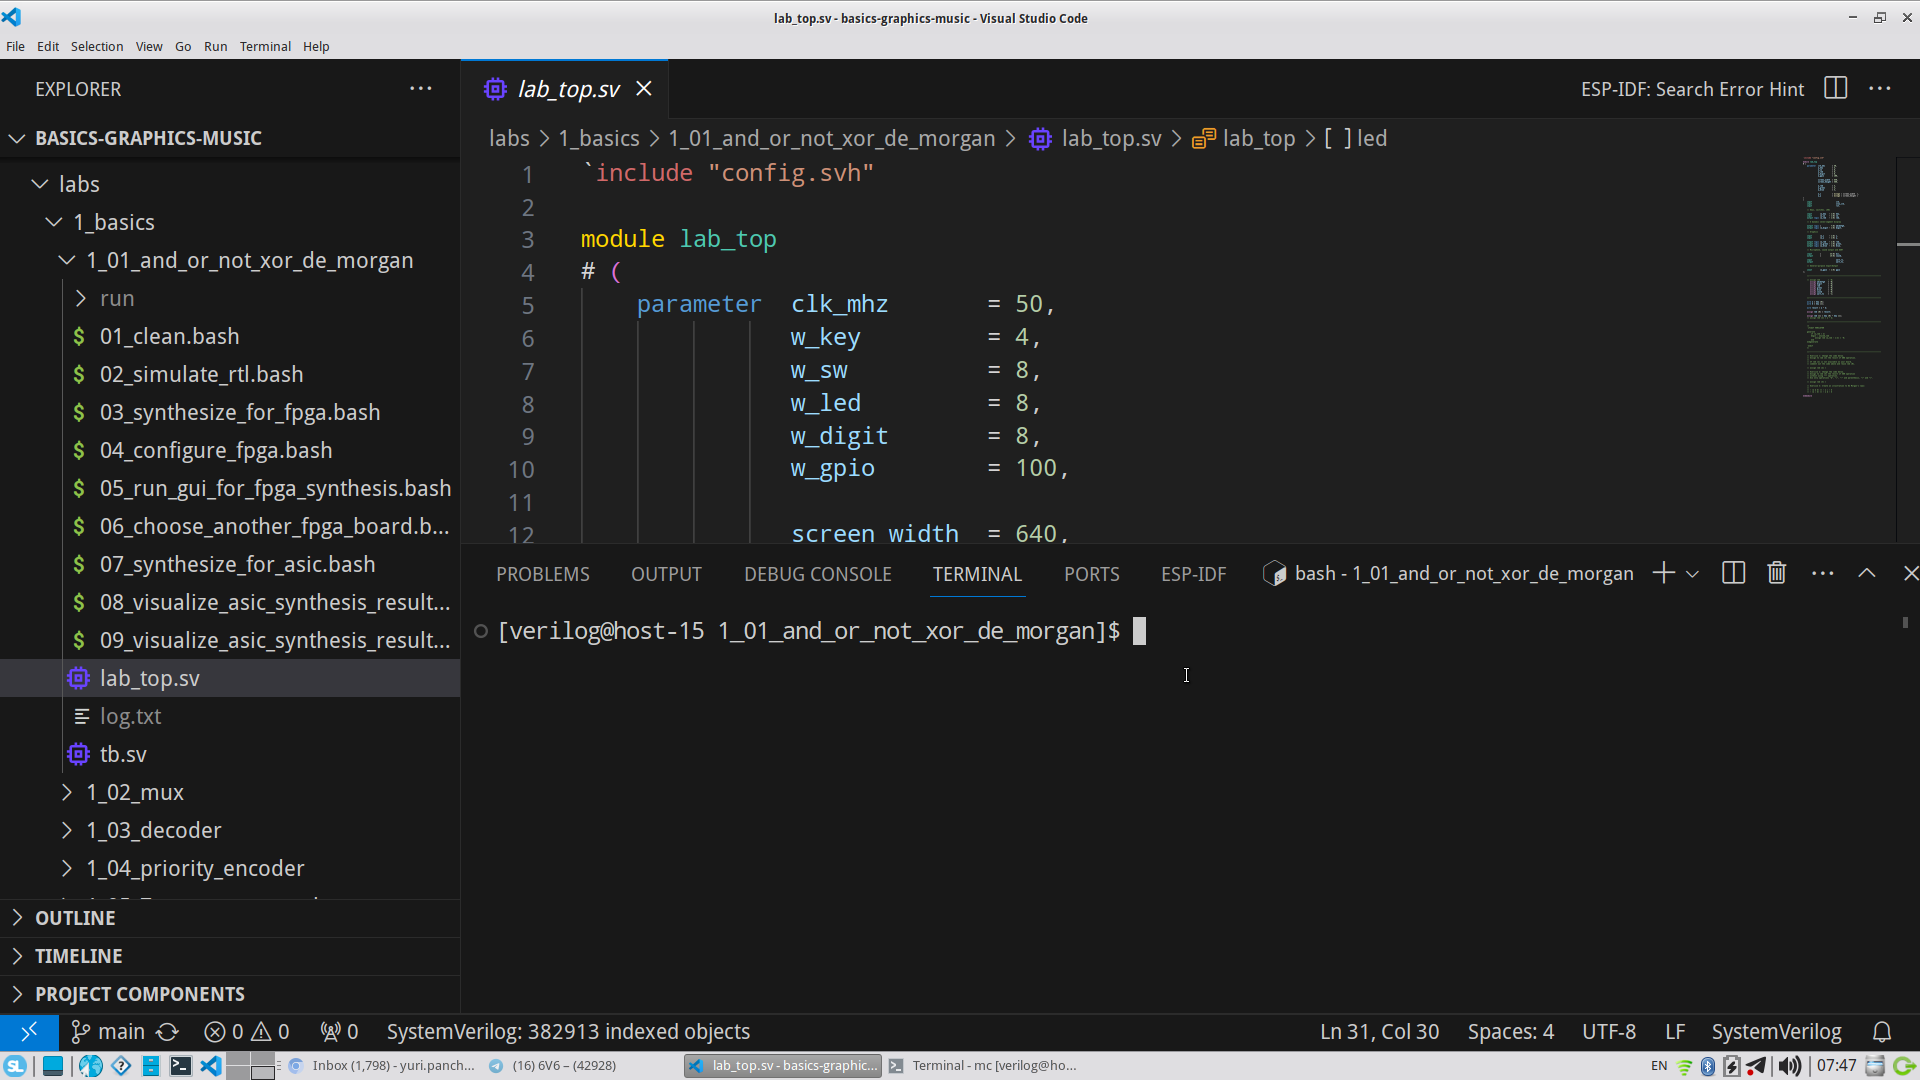 lab_top.sv - basics-graphics-music - Visual Studio Code
File Edit Selection View Go Run Terminal Help
EXPLORER
BASICS-GRAPHICS-MUSIC
labs
1_basics
1_01_and_or_not_xor_de_morgan
run
$ 01_clean.bash
$ 02_simulate_rtl.bash
$ 03_synthesize_for_fpga.bash
$ 04_configure_fpga.bash
$ 05_run_gui_for_fpga_synthesis.bash
$ 06_choose_another_fpga_board.b...
$ 07_synthesize_for_asic.bash
$ 08_visualize_asic_synthesis_result...
$ 09_visualize_asic_synthesis_result...
lab_top.sv
log.txt
tb.sv
1_02_mux
1_03_decoder
1_04_priority_encoder
OUTLINE
TIMELINE
PROJECT COMPONENTS
lab_top.sv
ESP-IDF: Search Error Hint
labs > 1_basics > 1_01_and_or_not_xor_de_morgan > lab_top.sv > lab_top > [ ] led
1 `include "config.svh"
2
3 module lab_top
4 # (
5 parameter clk_mhz = 50,
6 w_key = 4,
7 w_sw = 8,
8 w_led = 8,
9 w_digit = 8,
10 w_gpio = 100,
11
12 screen_width = 640,
PROBLEMS OUTPUT DEBUG CONSOLE TERMINAL PORTS ESP-IDF bash - 1_01_and_or_not_xor_de_morgan
[verilog@host-15 1_01_and_or_not_xor_de_morgan]$
main 0 0 0 SystemVerilog: 382913 indexed objects Ln 31, Col 30 Spaces: 4 UTF-8 LF SystemVerilog
SL Inbox (1,798) - yuri.panch... (16) 6V6 – (42928) lab_top.sv - basics-graphic... Terminal - mc [verilog@ho... EN 07:47